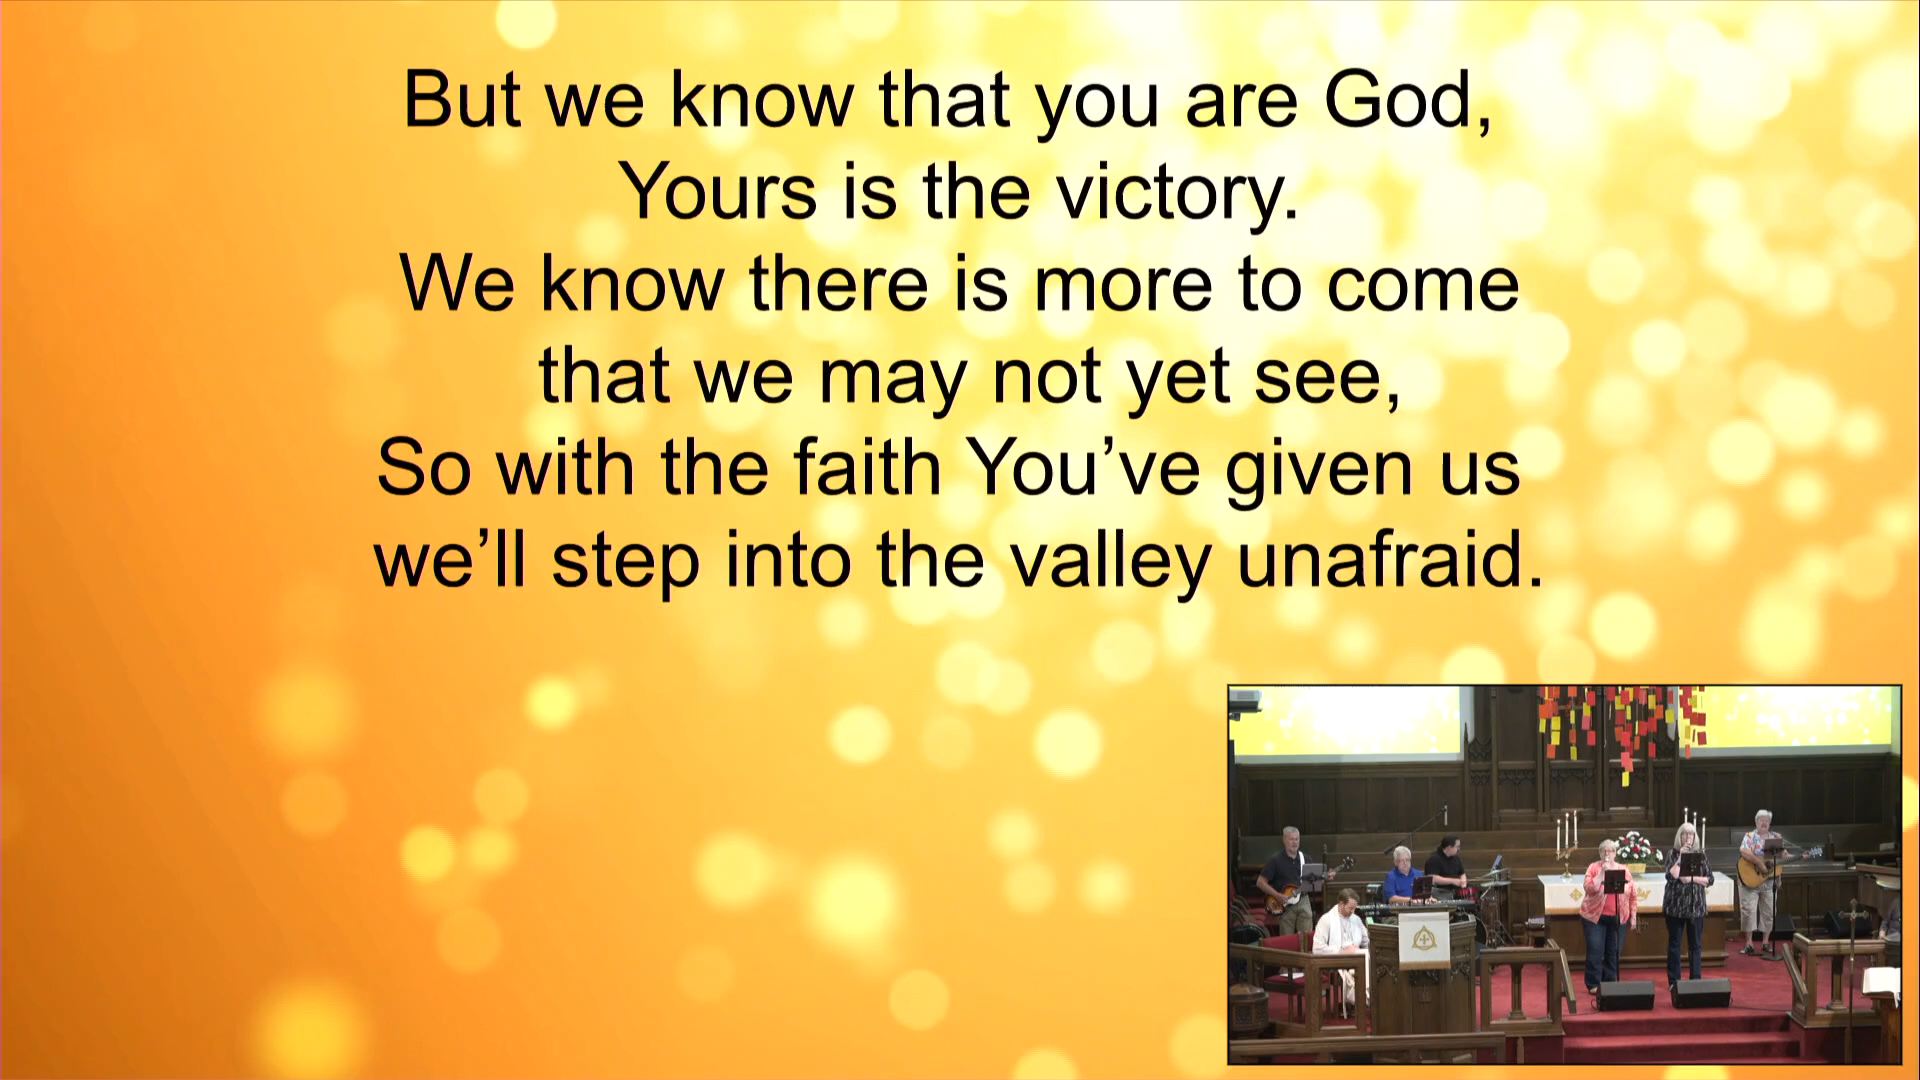 But we know that you are God,
Yours is the victory.
We know there is more to come
that we may not yet see,
So with the faith You’ve given us
we’ll step into the valley unafraid.